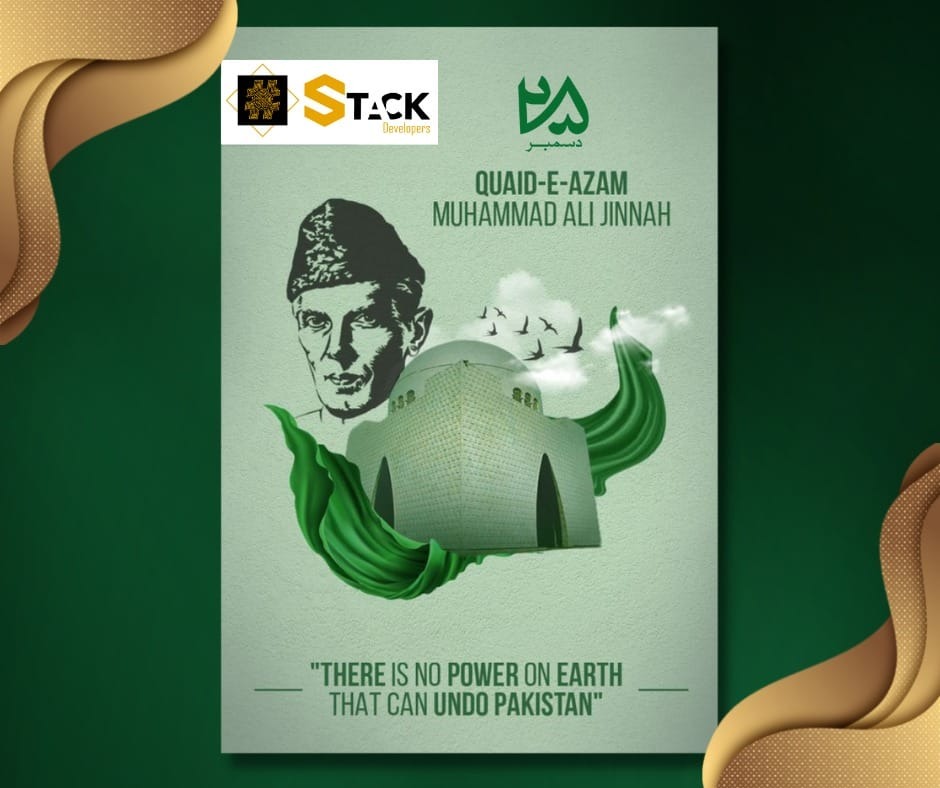 STACK
Developers
۲۵
دسمبر
QUAID-E-AZAM
MUHAMMAD ALI JINNAH
"THERE IS NO POWER ON EARTH
THAT CAN UNDO PAKISTAN"